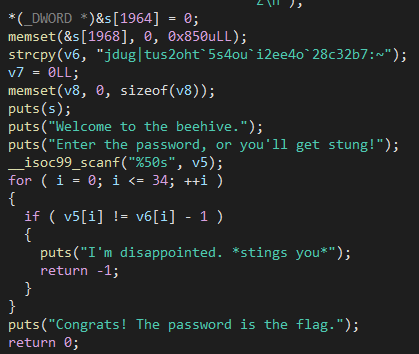 Z\n");
*(_DWORD *)&s[1964] = 0;
memset(&s[1968], 0, 0x850uLL);
strcpy(v6, "jdug|tus2oht`5s4ou`i2ee4o`28c32b7:~");
v7 = 0LL;
memset(v8, 0, sizeof(v8));
puts(s);
puts("Welcome to the beehive.");
puts("Enter the password, or you'll get stung!");
__isoc99_scanf("%50s", v5);
for ( i = 0; i <= 34; ++i )
{
if ( v5[i] != v6[i] - 1 )
{
puts("I'm disappointed. *stings you*");
return -1;
}
}
puts("Congrats! The password is the flag.");
return 0;